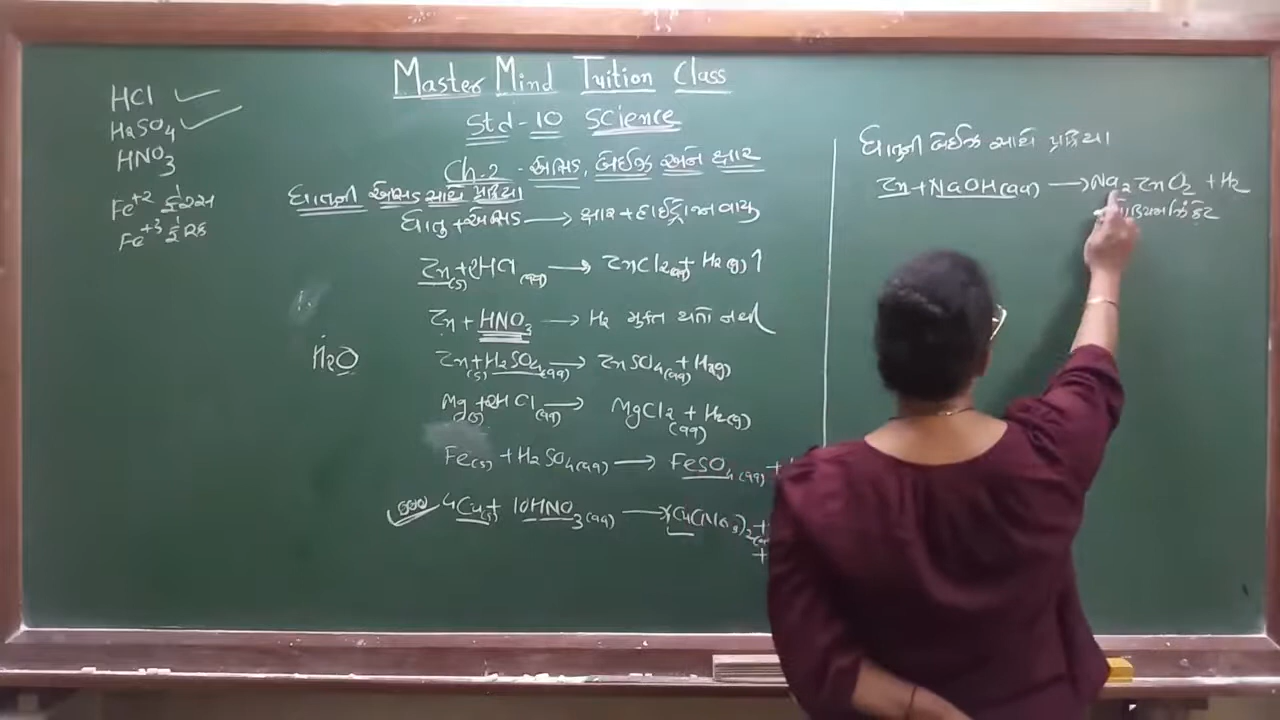 Master Mind Tuition Class
Std-10 Science
Ch-2 - એસિડ, બેઇઝ અને ક્ષાર
ધાતુની એસિડ સાથે પ્રક્રિયા
ધાતુ + એસિડ → ક્ષાર + હાઇડ્રોજન વાયુ
Zn(s) + 2HCl(aq) → ZnCl2(aq) + H2(g) ↑
Zn + HNO3 → H2 મુક્ત થતો નથી
Zn(s) + H2SO4(aq) → ZnSO4(aq) + H2(g)
Mg(s) + 2HCl(aq) → MgCl2(aq) + H2(g)
Fe(s) + H2SO4(aq) → FeSO4(aq) +
4Cu(s) + 10HNO3(aq) → 4Cu(NO3)2 +
+
HCl ✓
H2SO4 ✓
HNO3
Fe+2 ફેરસ
Fe+3 ફેરિક
H2O
ધાતુની બેઇઝ સાથે પ્રક્રિયા
Zn + NaOH(aq) → Na2ZnO2 + H2